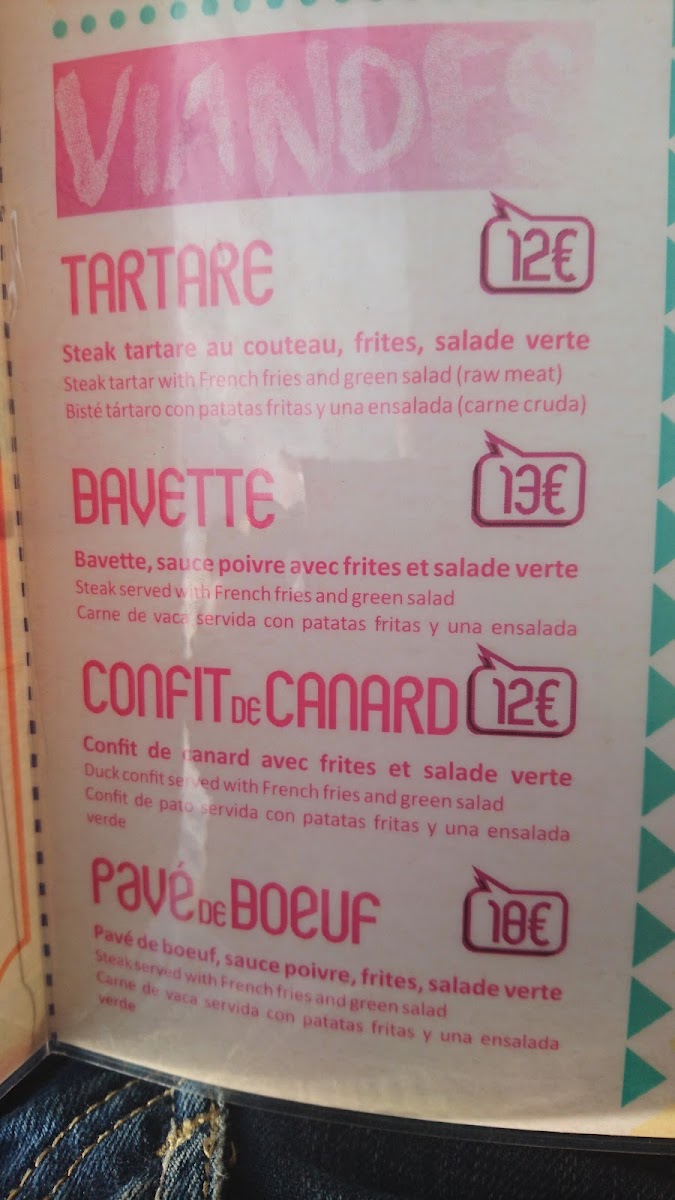 VIANDES
TARTARE 12€
Steak tartare au couteau, frites, salade verte
Steak tartar with French fries and green salad (raw meat)
Bisté tártaro con patatas fritas y una ensalada (carne cruda)
BAVETTE 13€
Bavette, sauce poivre avec frites et salade verte
Steak served with French fries and green salad
Carne de vaca servida con patatas fritas y una ensalada
CONFIT DE CANARD 12€
Confit de canard avec frites et salade verte
Duck confit served with French fries and green salad
Confit de pato servida con patatas fritas y una ensalada
verde
Pavé DE BOeUF 18€
Pavé de boeuf, sauce poivre, frites, salade verte
Steak served with French fries and green salad
Carne de vaca servida con patatas fritas y una ensalada
verde